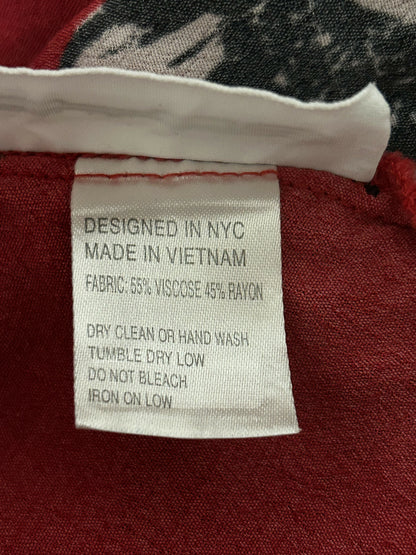 DESIGNED IN NYC
MADE IN VIETNAM
FABRIC: 65% VISCOSE 45% RAYON
DRY CLEAN OR HAND WASH
TUMBLE DRY LOW
DO NOT BLEACH
IRON ON LOW